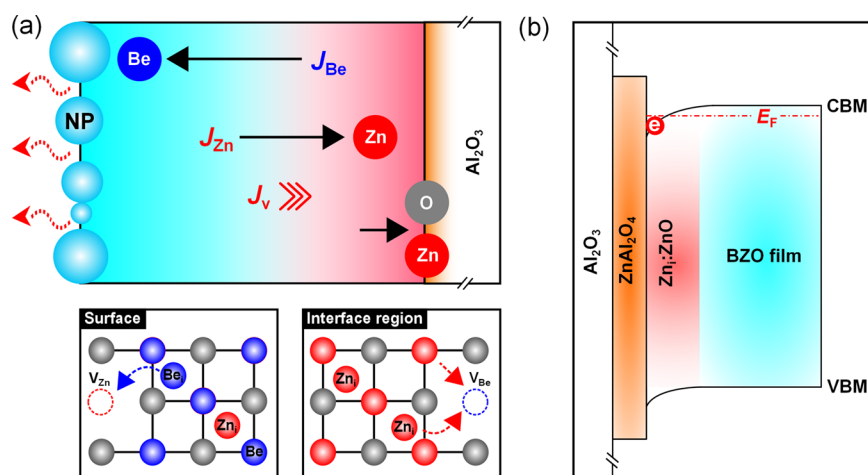 (a)
Be
J_Be
NP
J_Zn
Zn
J_v
O
Zn
Al₂O₃
Surface
V_Zn
Be_i
Zn_i
Be
Interface region
Zn_i
V_Be
Zn_i
(b)
CBM
e
E_F
Al₂O₃
ZnAl₂O₄
Zn_i:ZnO
BZO film
VBM